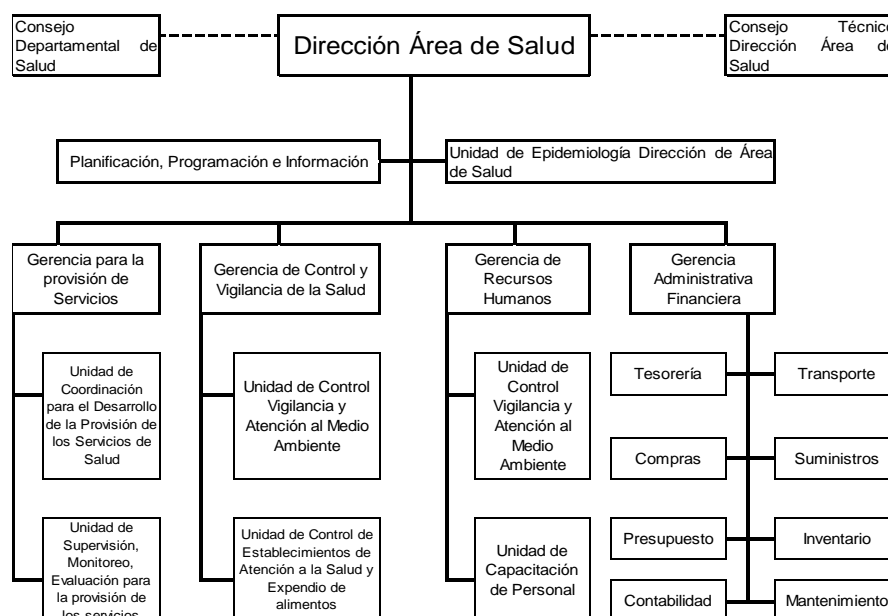 Consejo
Departamental de
Salud
Dirección Área de Salud
Consejo Técnico
Dirección Área de
Salud
Planificación, Programación e Información
Unidad de Epidemiología Dirección de Área
de Salud
Gerencia para la
provisión de
Servicios
Gerencia de Control y
Vigilancia de la Salud
Gerencia de
Recursos
Humanos
Gerencia
Administrativa
Financiera
Unidad de
Coordinación
para el Desarrollo
de la Provisión de
los Servicios de
Salud
Unidad de Control
Vigilancia y
Atención al Medio
Ambiente
Unidad de
Control
Vigilancia y
Atención al
Medio
Ambiente
Tesorería
Transporte
Compras
Suministros
Unidad de
Supervisión,
Monitoreo,
Evaluación para
la provisión de
los servicios
Unidad de Control de
Establecimientos de
Atención a la Salud y
Expendio de
alimentos
Unidad de
Capacitación
de Personal
Presupuesto
Inventario
Contabilidad
Mantenimiento